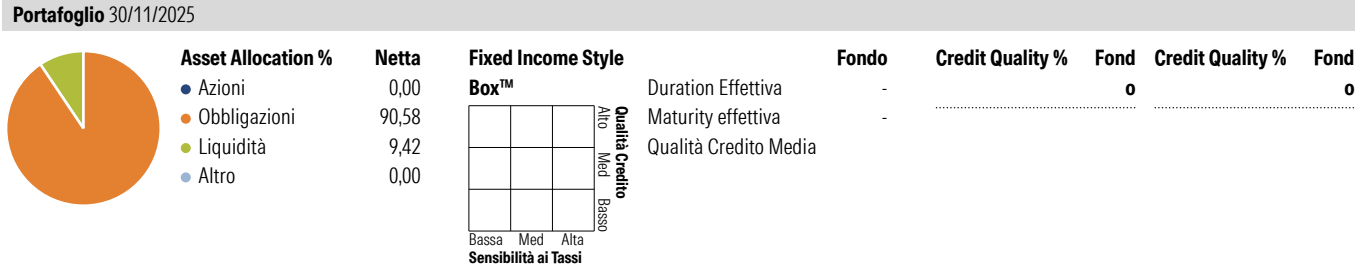 Portafoglio 30/11/2025
Asset Allocation % Netta
Azioni 0,00
Obbligazioni 90,58
Liquidità 9,42
Altro 0,00
Fixed Income Style
Box™
Alto Med Basso
Qualità Credito
Bassa Med Alta
Sensibilità ai Tassi
Fondo
Duration Effettiva -
Maturity effettiva -
Qualità Credito Media
Credit Quality % Fond Credit Quality % Fond
o o